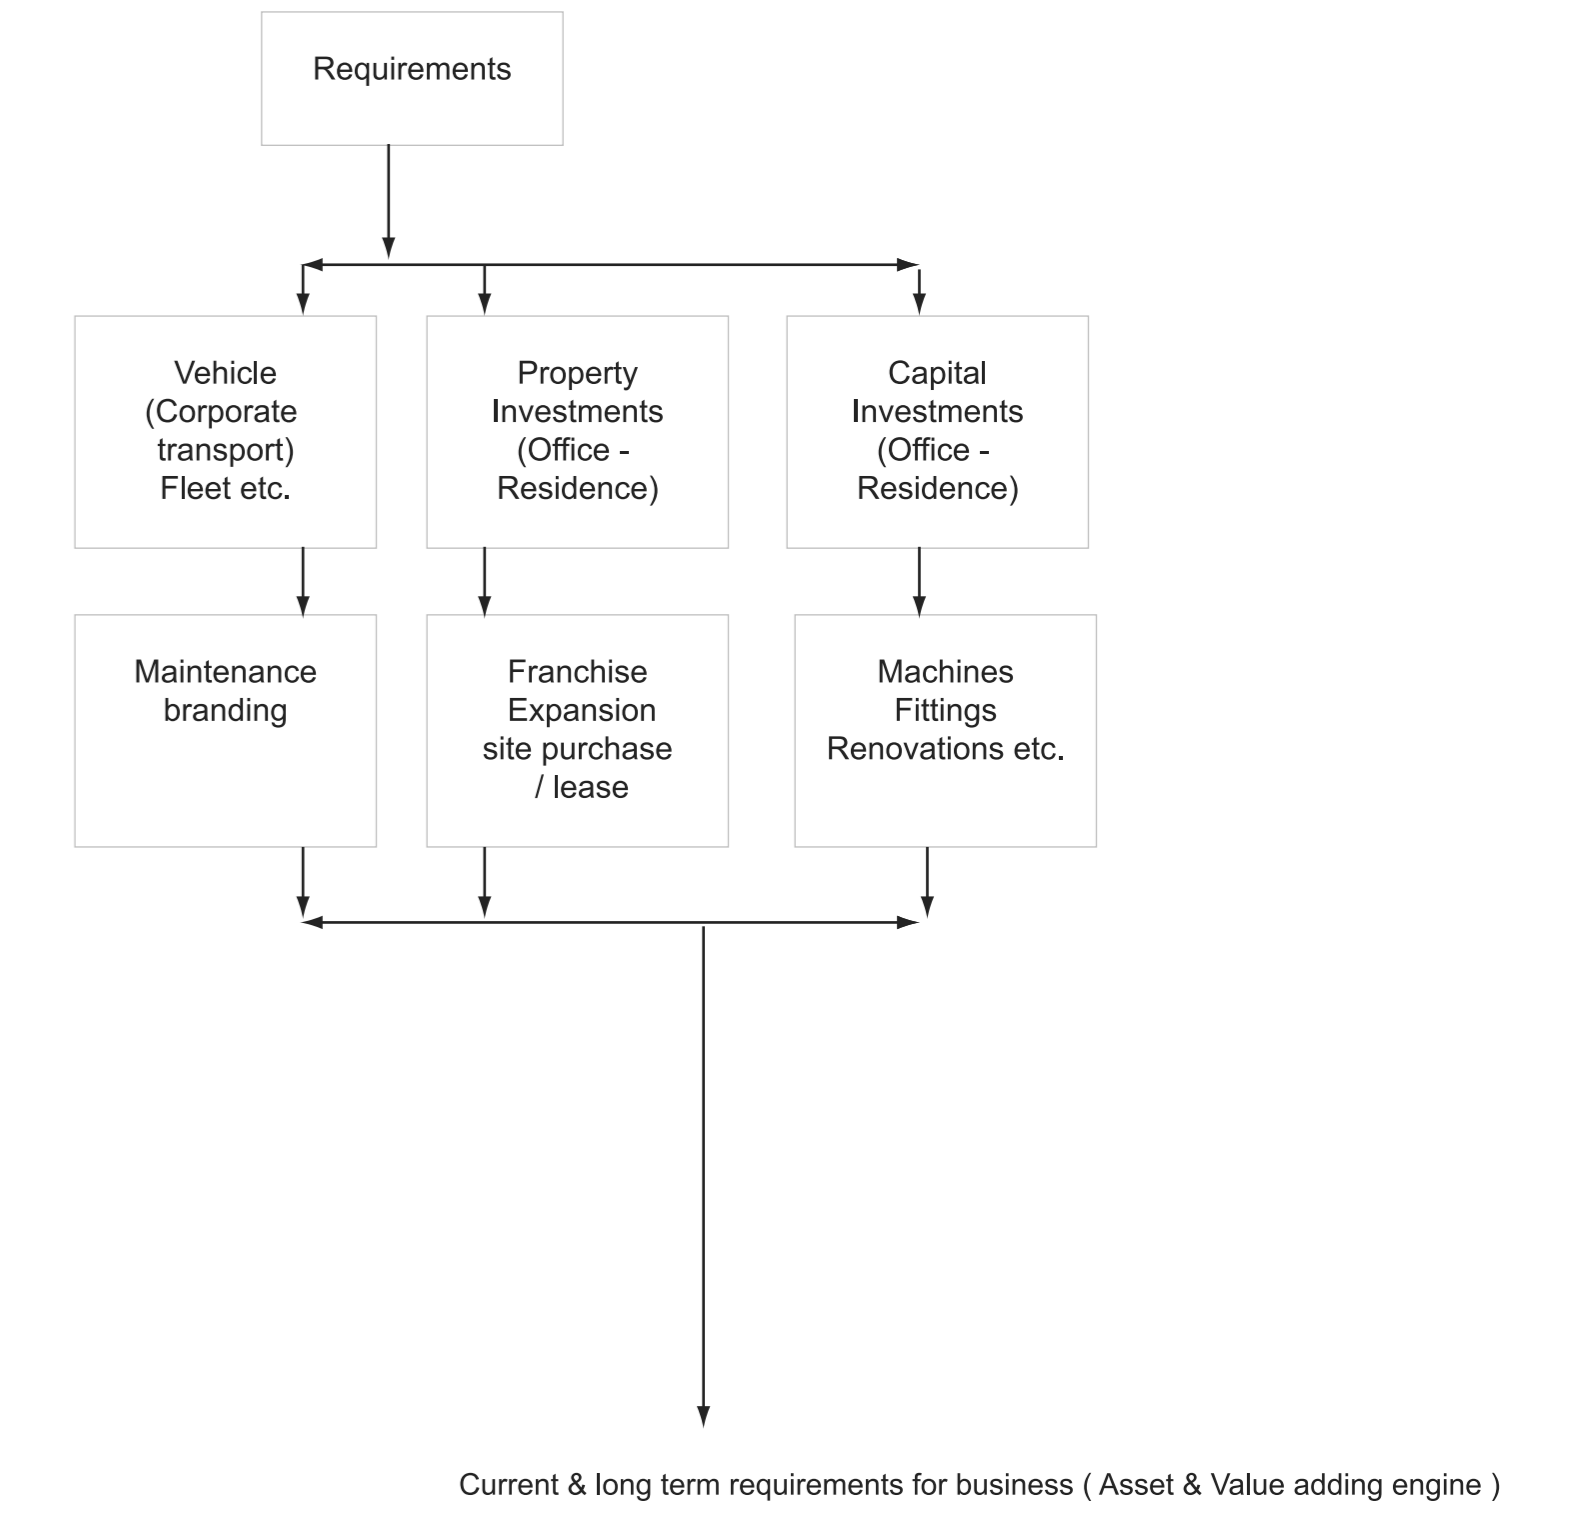 Requirements
Vehicle
(Corporate
transport)
Fleet etc.
Property
Investments
(Office -
Residence)
Capital
Investments
(Office -
Residence)
Maintenance
branding
Franchise
Expansion
site purchase
/ lease
Machines
Fittings
Renovations etc.
Current & long term requirements for business ( Asset & Value adding engine )